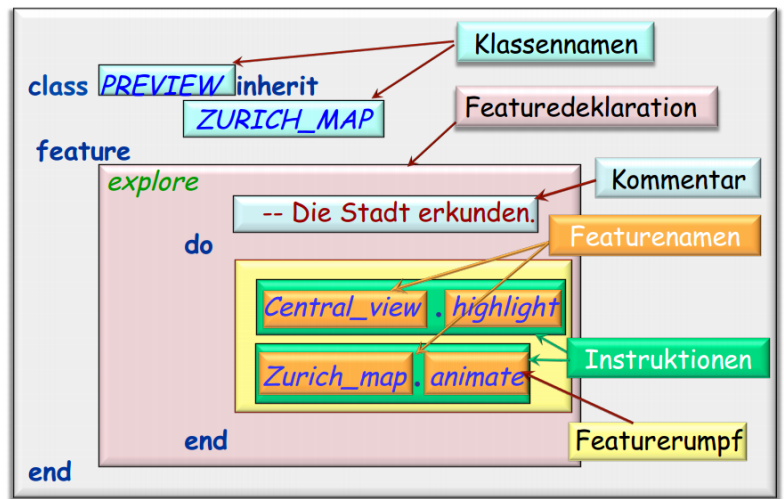 Klassennamen
class PREVIEW inherit
ZURICH_MAP
Featuredeklaration
feature
explore
Kommentar
-- Die Stadt erkunden.
do
Featurenamen
Central_view . highlight
Zurich_map . animate
Instruktionen
end
Featurerumpf
end